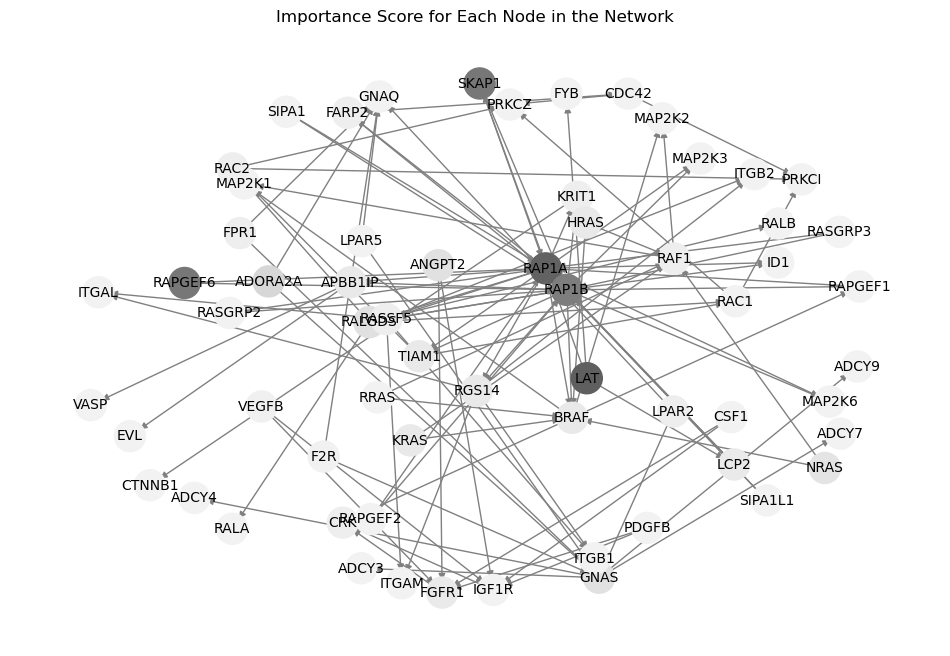 Importance Score for Each Node in the Network
SKAP1
FYB
CDC42
GNAQ
PRKCZ
SIPA1
FARP2
MAP2K2
MAP2K3
RAC2
ITGB2
PRKCI
MAP2K1
KRIT1
HRAS
RALB
RASGRP3
FPR1
LPAR5
RAF1
ID1
ANGPT2
RAP1A
RAPGEF6
ADORA2A
APBB1IP
RAP1B
RAPGEF1
ITGAL
RAC1
RASGRP2
RALGDS
RASSF5
TIAM1
ADCY9
LAT
RGS14
RRAS
MAP2K6
VASP
VEGFB
LPAR2
CSF1
BRAF
EVL
KRAS
ADCY7
F2R
LCP2
NRAS
CTNNB1
ADCY4
SIPA1L1
RALA
CRK
RAPGEF2
PDGFB
ITGB1
ADCY3
GNAS
ITGAM
FGFR1
IGF1R